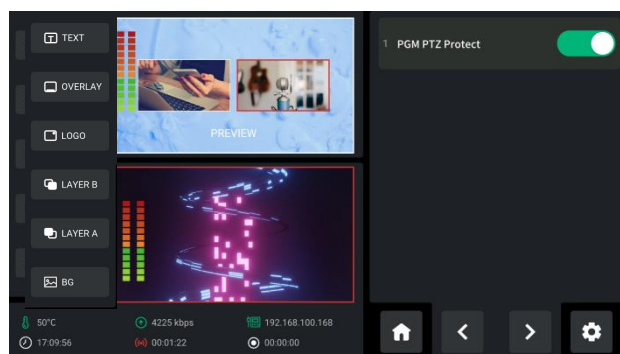 TEXT
OVERLAY
LOGO
LAYER B
LAYER A
BG
PREVIEW
50°C
4225 kbps
192.168.100.168
17:09:56
00:01:22
00:00:00
1 PGM PTZ Protect